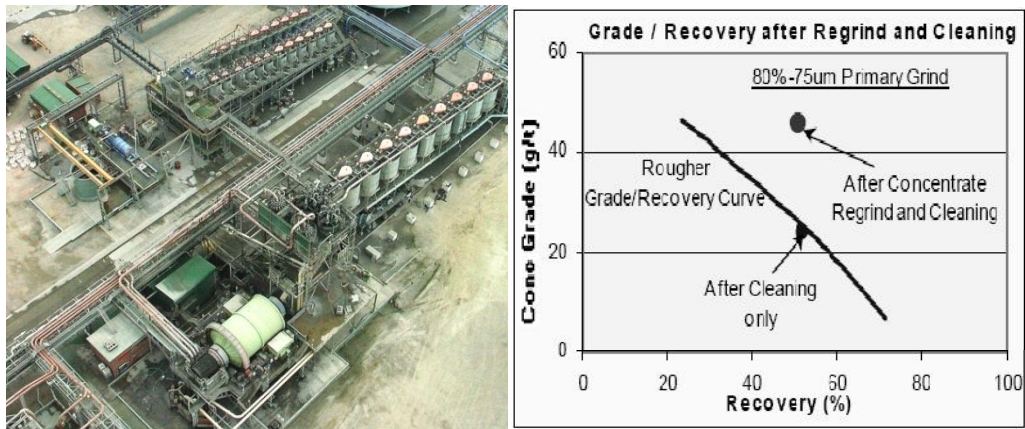 Grade / Recovery after Regrind and Cleaning
80%-75um Primary Grind
60
40
20
0
Conc Grade (g/t)
Rougher
Grade/Recovery Curve
After Concentrate
Regrind and Cleaning
After Cleaning
only
0 20 40 60 80 100
Recovery (%)